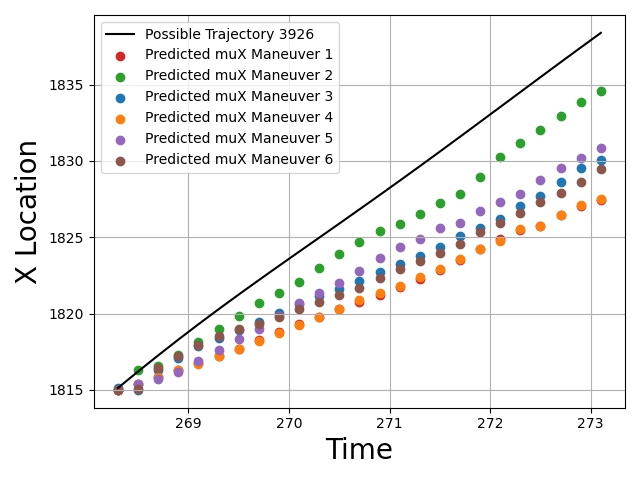 Possible Trajectory 3926
Predicted muX Maneuver 1
Predicted muX Maneuver 2
Predicted muX Maneuver 3
Predicted muX Maneuver 4
Predicted muX Maneuver 5
Predicted muX Maneuver 6
1835
1830
1825
1820
1815
X Location
269 270 271 272 273
Time